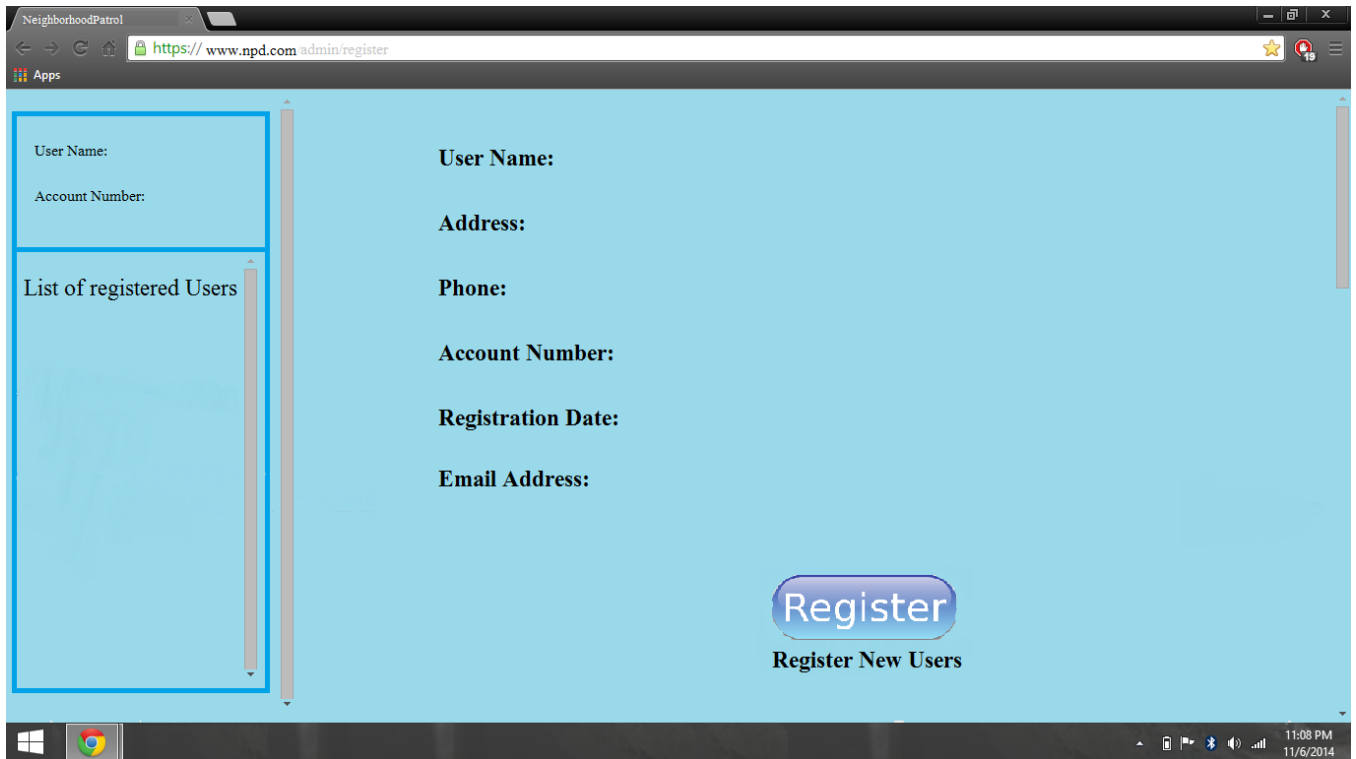 NeighborhoodPatrol
https:// www.npd.com/admin/register
19
Apps
User Name:
Account Number:
List of registered Users
User Name:
Address:
Phone:
Account Number:
Registration Date:
Email Address:
Register
Register New Users
11:08 PM
11/6/2014